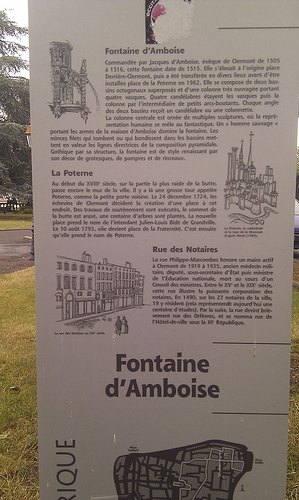 Fontaine d'Amboise
Commandée par Jacques d'Amboise, évêque de Clermont de 1505
à 1516, cette fontaine date de 1515. Elle s'élevait à l'origine place
Derrière-Clermont, puis a été transférée en divers lieux avant d'être
installée place de la Poterne en 1962. Elle se compose de deux bas-
sins octogonaux superposés et d'une colonne très ouvragée portant
quatre vasques. Quatre candélabres étayent les vasques puis la
colonne par l'intermédiaire de petits arcs-boutants. Chaque angle
des deux bassins reçoit un candélabre ou une colonnette.
La colonne centrale est ornée de multiples sculptures, où la repré-
sentation humaine se mêle au fantastique. Un « homme sauvage »
portant les armes de la maison d'Amboise domine la fontaine. Les
minces filets qui tombent ou qui bondissent dans les bassins met-
tent en valeur les lignes directrices de la composition pyramidale.
Gothique par sa structure, la fontaine est de style renaissant par
son décor de grotesques, de pampres et de rinceaux.
La Poterne
Au début du XVIIIe siècle, sur la partie la plus raide de la butte,
passe encore le mur de la ville. Il y a là une grosse tour appelée
Poterne, comme la petite porte voisine. Le 24 décembre 1724, les
échevins de Clermont décident la création d'une place à cet
endroit. Des travaux de terrassement sont exécutés, le sommet de
la butte est arasé, une centaine d'arbres sont plantés. La nouvelle
place prend le nom de l'intendant Julien-Louis Bidé de Grandville.
Le 10 août 1793, elle devient place de la Fraternité. C'est ensuite
qu'elle prend le nom de Poterne.
Rue des Notaires
La rue Philippe-Marcombes honore un maire actif
à Clermont de 1919 à 1935, ancien médecin mili-
taire, député, sous-secrétaire d'État puis ministre
de l'Éducation nationale, mort au cours d'un
Conseil des ministres. Entre le XVe et le XIXe siècle,
cette rue illustre la puissante corporation des
notaires. En 1490, sur les 27 notaires de la ville,
19 y résident (cela représenterait aujourd'hui une
centaine d'études). Par la suite, la rue devint briè-
vement rue des Orfèvres, et se nomma rue de
l'Hôtel-de-ville sous la IIIe République.
Fontaine
d'Amboise
RIQUE